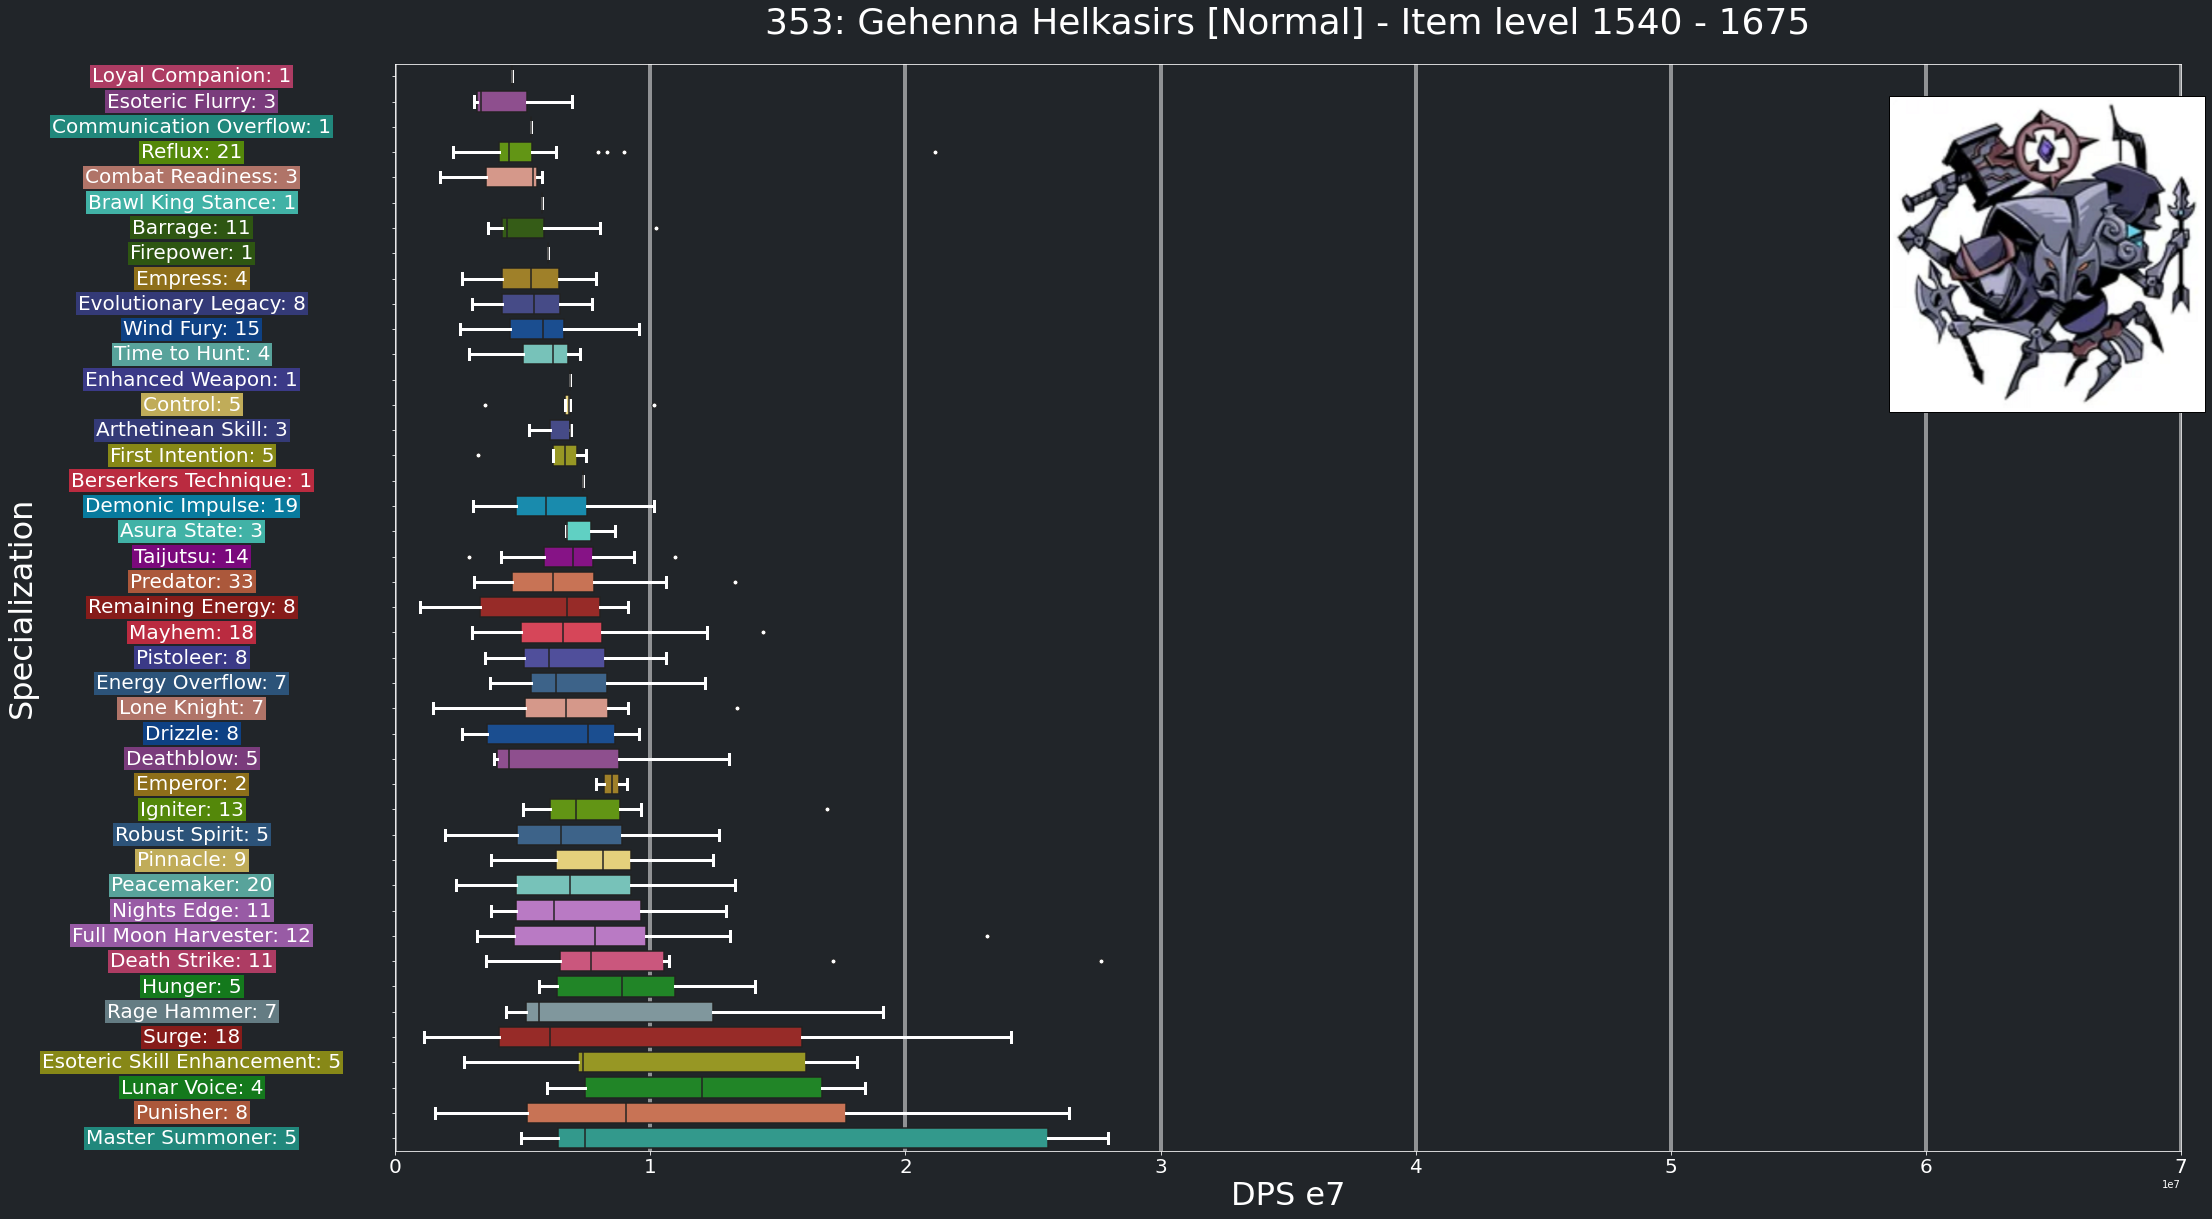 353: Gehenna Helkasirs [Normal] - Item level 1540 - 1675
Loyal Companion: 1
Esoteric Flurry: 3
Communication Overflow: 1
Reflux: 21
Combat Readiness: 3
Brawl King Stance: 1
Barrage: 11
Firepower: 1
Empress: 4
Evolutionary Legacy: 8
Wind Fury: 15
Time to Hunt: 4
Enhanced Weapon: 1
Control: 5
Arthetinean Skill: 3
First Intention: 5
Berserkers Technique: 1
Demonic Impulse: 19
Asura State: 3
Taijutsu: 14
Predator: 33
Remaining Energy: 8
Mayhem: 18
Pistoleer: 8
Energy Overflow: 7
Lone Knight: 7
Drizzle: 8
Deathblow: 5
Emperor: 2
Igniter: 13
Robust Spirit: 5
Pinnacle: 9
Peacemaker: 20
Nights Edge: 11
Full Moon Harvester: 12
Death Strike: 11
Hunger: 5
Rage Hammer: 7
Surge: 18
Esoteric Skill Enhancement: 5
Lunar Voice: 4
Punisher: 8
Master Summoner: 5
Specialization
0 1 2 3 4 5 6 7
1e7
DPS e7